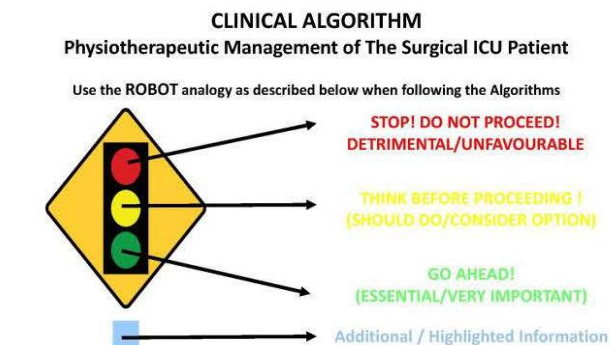 CLINICAL ALGORITHM
Physiotherapeutic Management of The Surgical ICU Patient
Use the ROBOT analogy as described below when following the Algorithms
STOP! DO NOT PROCEED!
DETRIMENTAL/UNFAVOURABLE
THINK BEFORE PROCEEDING !
(SHOULD DO/CONSIDER OPTION)
GO AHEAD!
(ESSENTIAL/VERY IMPORTANT)
Additional / Highlighted Information